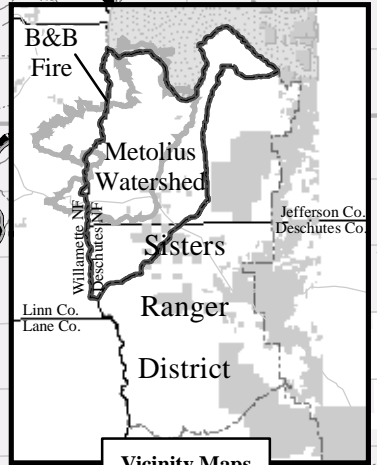 B&B
Fire
Metolius
Watershed
Willamette NF
Deschutes NF
Jefferson Co.
Deschutes Co.
Sisters
Ranger
District
Linn Co.
Lane Co.
Vicinity Maps